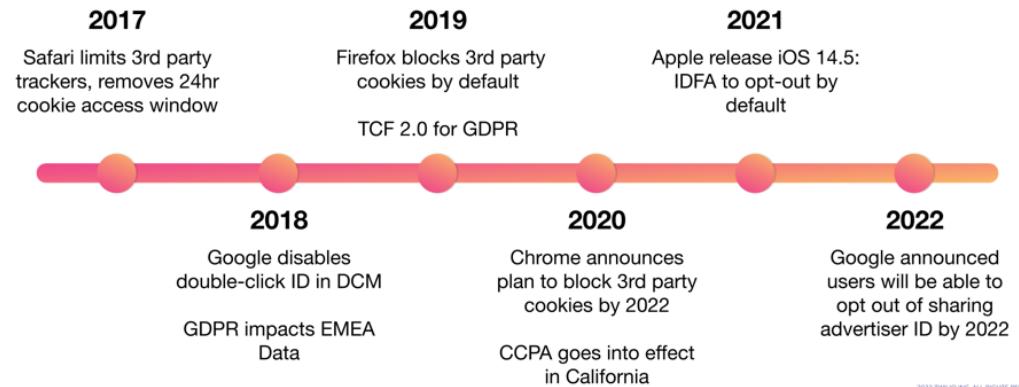 2017
Safari limits 3rd party
trackers, removes 24hr
cookie access window
2019
Firefox blocks 3rd party
cookies by default
TCF 2.0 for GDPR
2021
Apple release iOS 14.5:
IDFA to opt-out by
default
2018
Google disables
double-click ID in DCM
GDPR impacts EMEA
Data
2020
Chrome announces
plan to block 3rd party
cookies by 2022
CCPA goes into effect
in California
2022
Google announced
users will be able to
opt out of sharing
advertiser ID by 2022